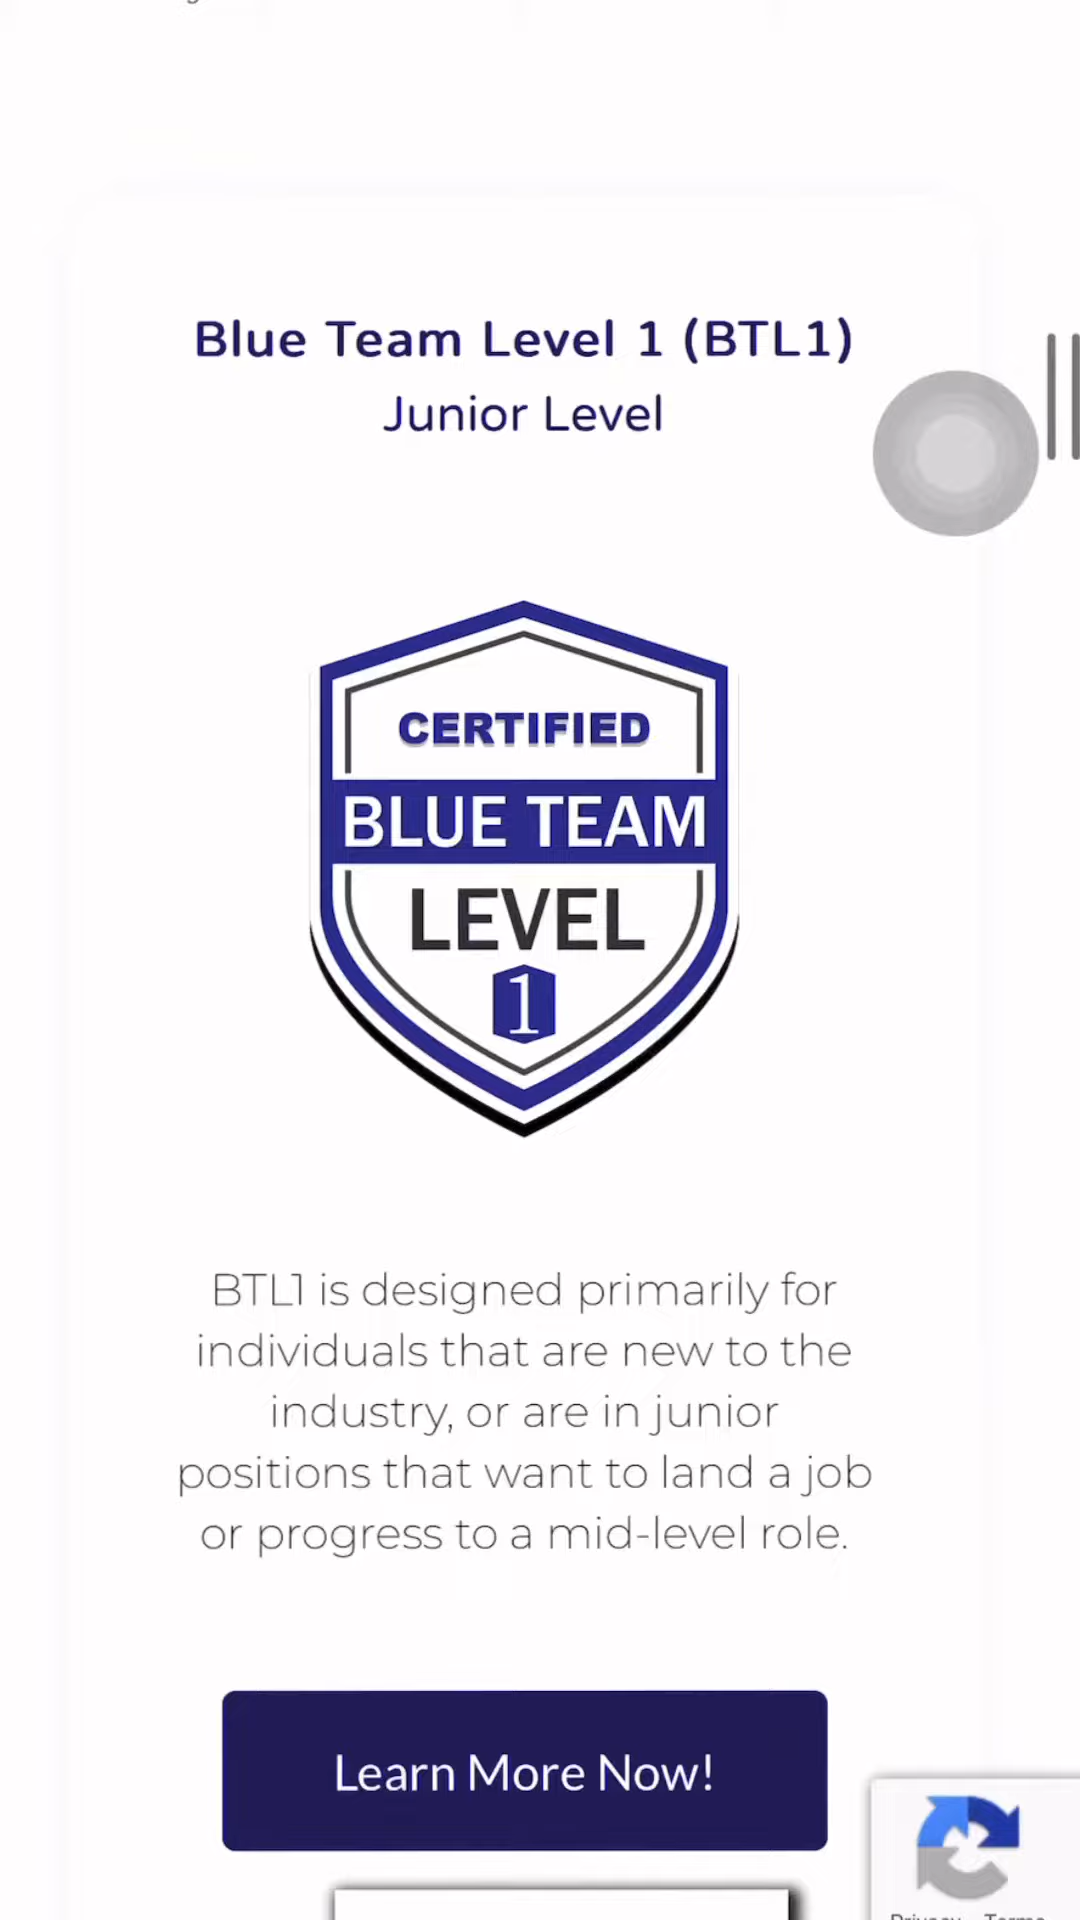 Blue Team Level 1 (BTL1)
Junior Level
CERTIFIED
BLUE TEAM
LEVEL
1
BTL1 is designed primarily for
individuals that are new to the
industry, or are in junior
positions that want to land a job
or progress to a mid-level role.
Learn More Now!
Privacy - Terms